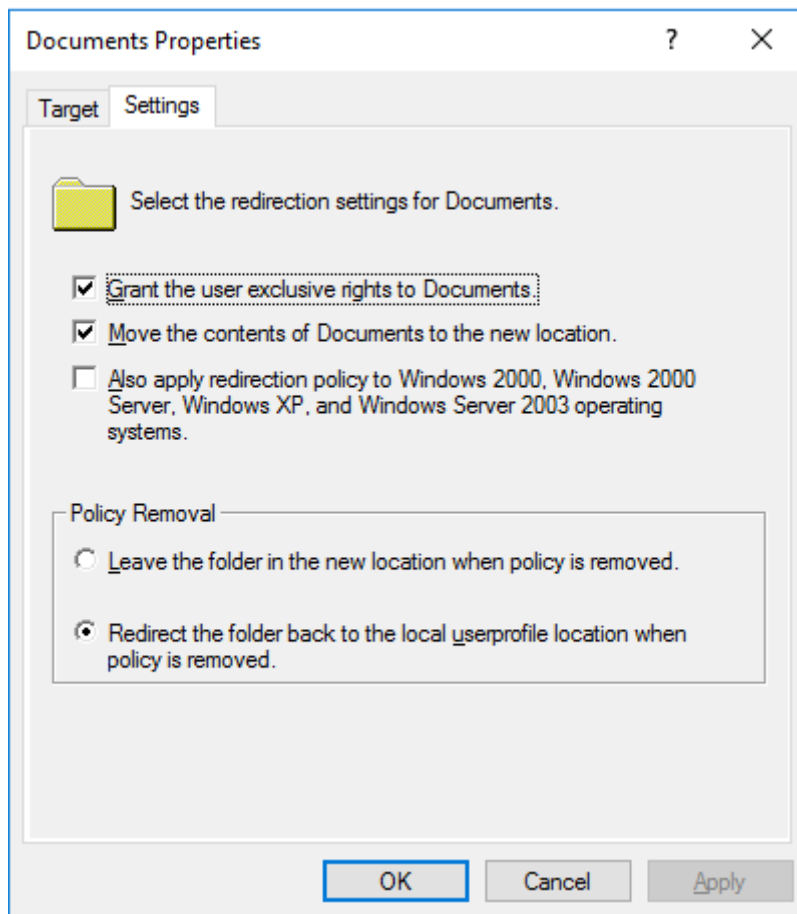 Documents Properties
?
Target
Settings
Select the redirection settings for Documents.
Grant the user exclusive rights to Documents.
Move the contents of Documents to the new location.
Also apply redirection policy to Windows 2000, Windows 2000
Server, Windows XP, and Windows Server 2003 operating
systems.
Policy Removal
Leave the folder in the new location when policy is removed.
Redirect the folder back to the local userprofile location when
policy is removed.
OK
Cancel
Apply